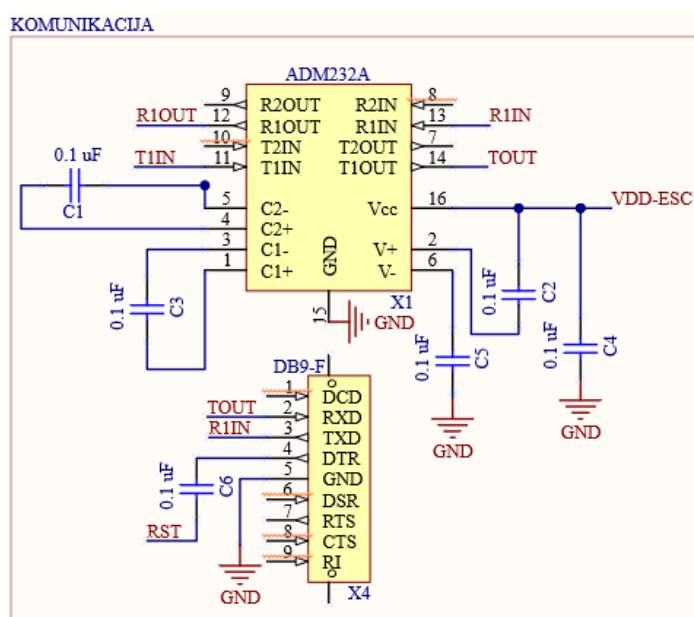 KOMUNIKACIJA
ADM232A
9 R2OUT R2IN 8
R1OUT 12 R1OUT R1IN 13 R1IN
10 T2IN T2OUT 7
T1IN 11 T1IN T1OUT 14 TOUT
0.1 uF
C1
5 C2- Vcc 16 VDD-ESC
4 C2+
3 C1- V+ 2
1 C1+ V- 6
GND
15
X1
GND
0.1 uF
C3
0.1 uF
C2
0.1 uF
C5
0.1 uF
C4
GND
GND
DB9-F
1 DCD
TOUT 2 RXD
R1IN 3 TXD
4 DTR
5 GND
6 DSR
7 RTS
8 CTS
9 RI
0.1 uF
C6
RST
GND
X4